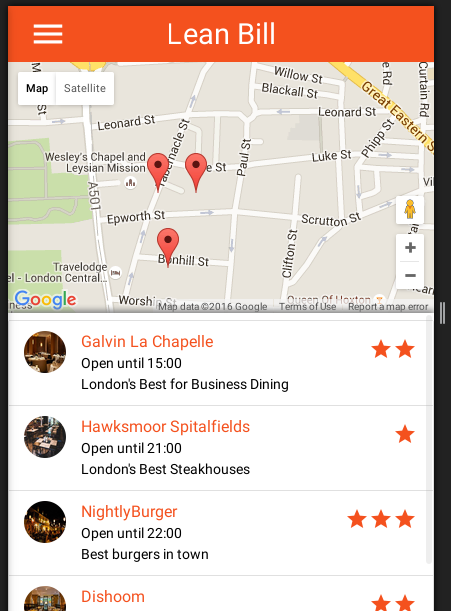 Lean Bill
Map
Satellite
Willow St
Blackall St
Leonard St
Leonard St
Great Eastern S
Curtain Rd
Phipp St
Tabernacle St
Paul St
Luke St
e St
Wesley's Chapel and
Leysian Mission
A501
Epworth St
Scrutton St
Clifton St
Bonhill St
Travelodge
el - London Central...
Worship St
Queen Of Hoxton
Google
Map data ©2016 Google
Terms of Use
Report a map error
+
−
Galvin La Chapelle
Open until 15:00
London's Best for Business Dining
Hawksmoor Spitalfields
Open until 21:00
London's Best Steakhouses
NightlyBurger
Open until 22:00
Best burgers in town
Dishoom